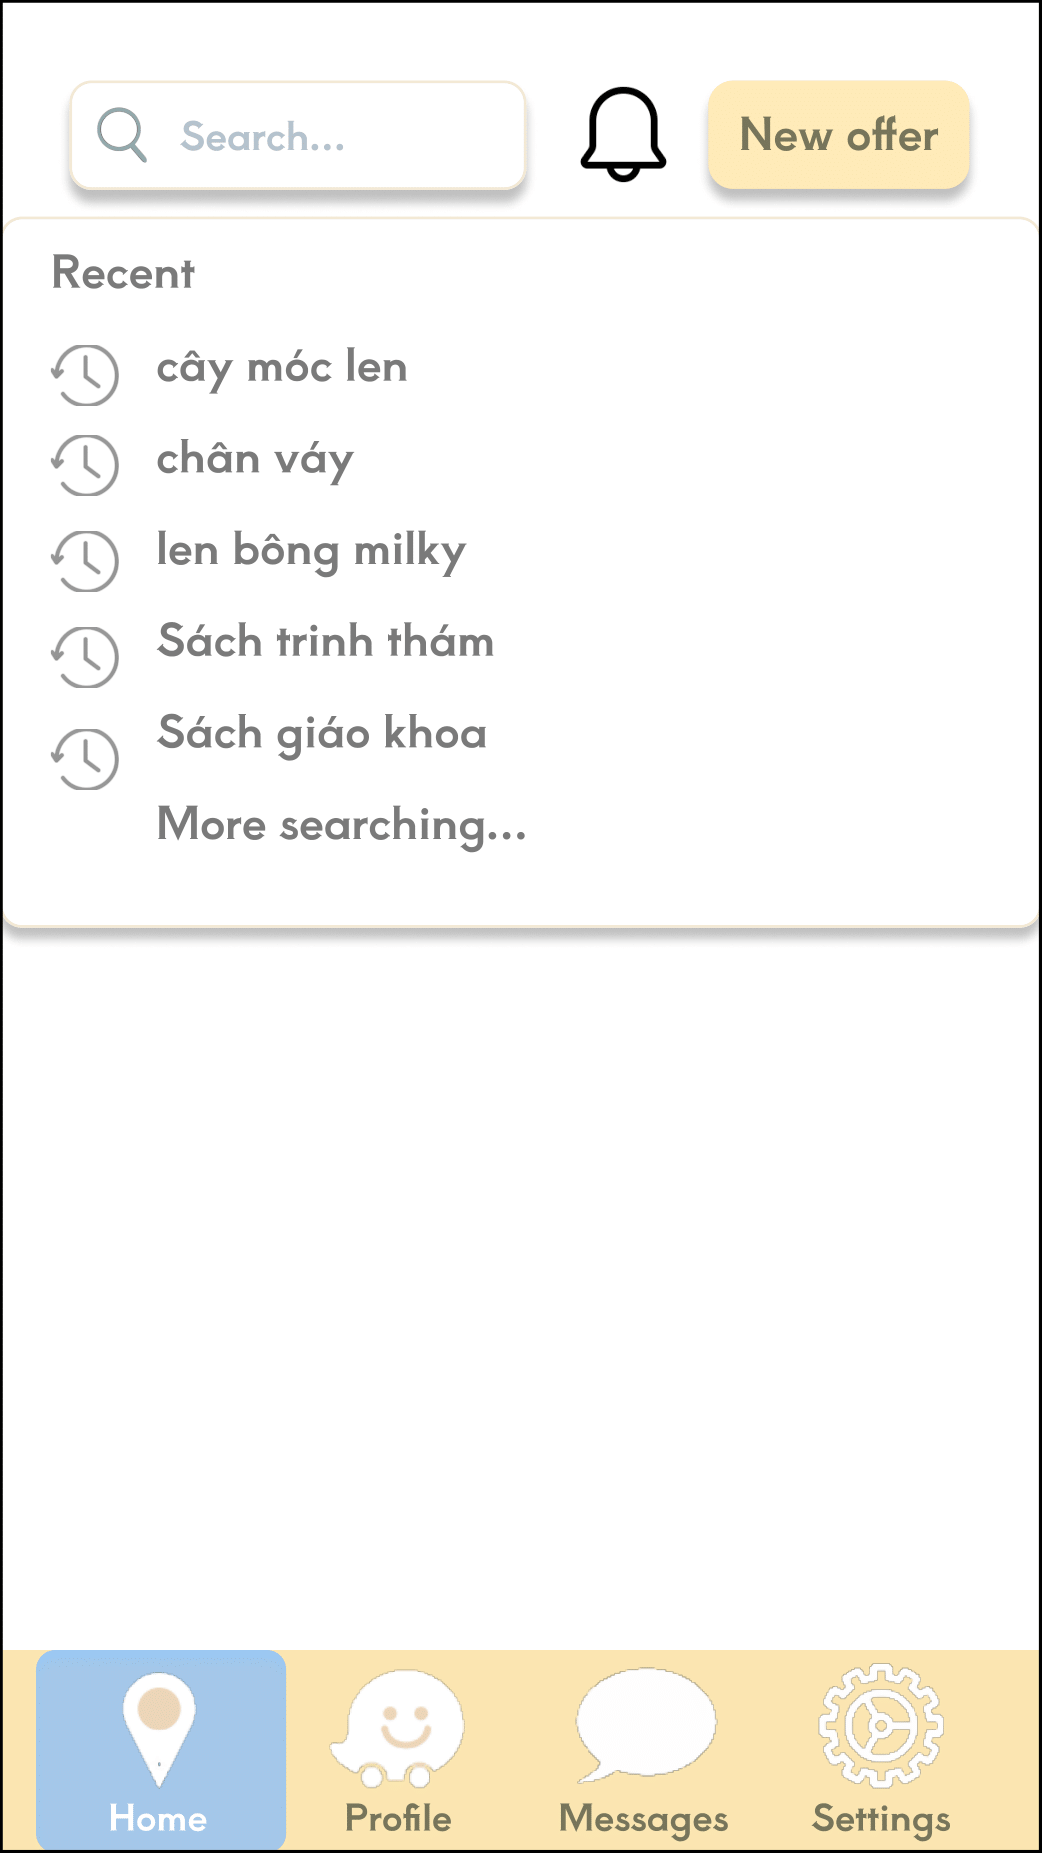 Search...
New offer
Recent
cây móc len
chân váy
len bông milky
Sách trinh thám
Sách giáo khoa
More searching...
Home
Profile
Messages
Settings